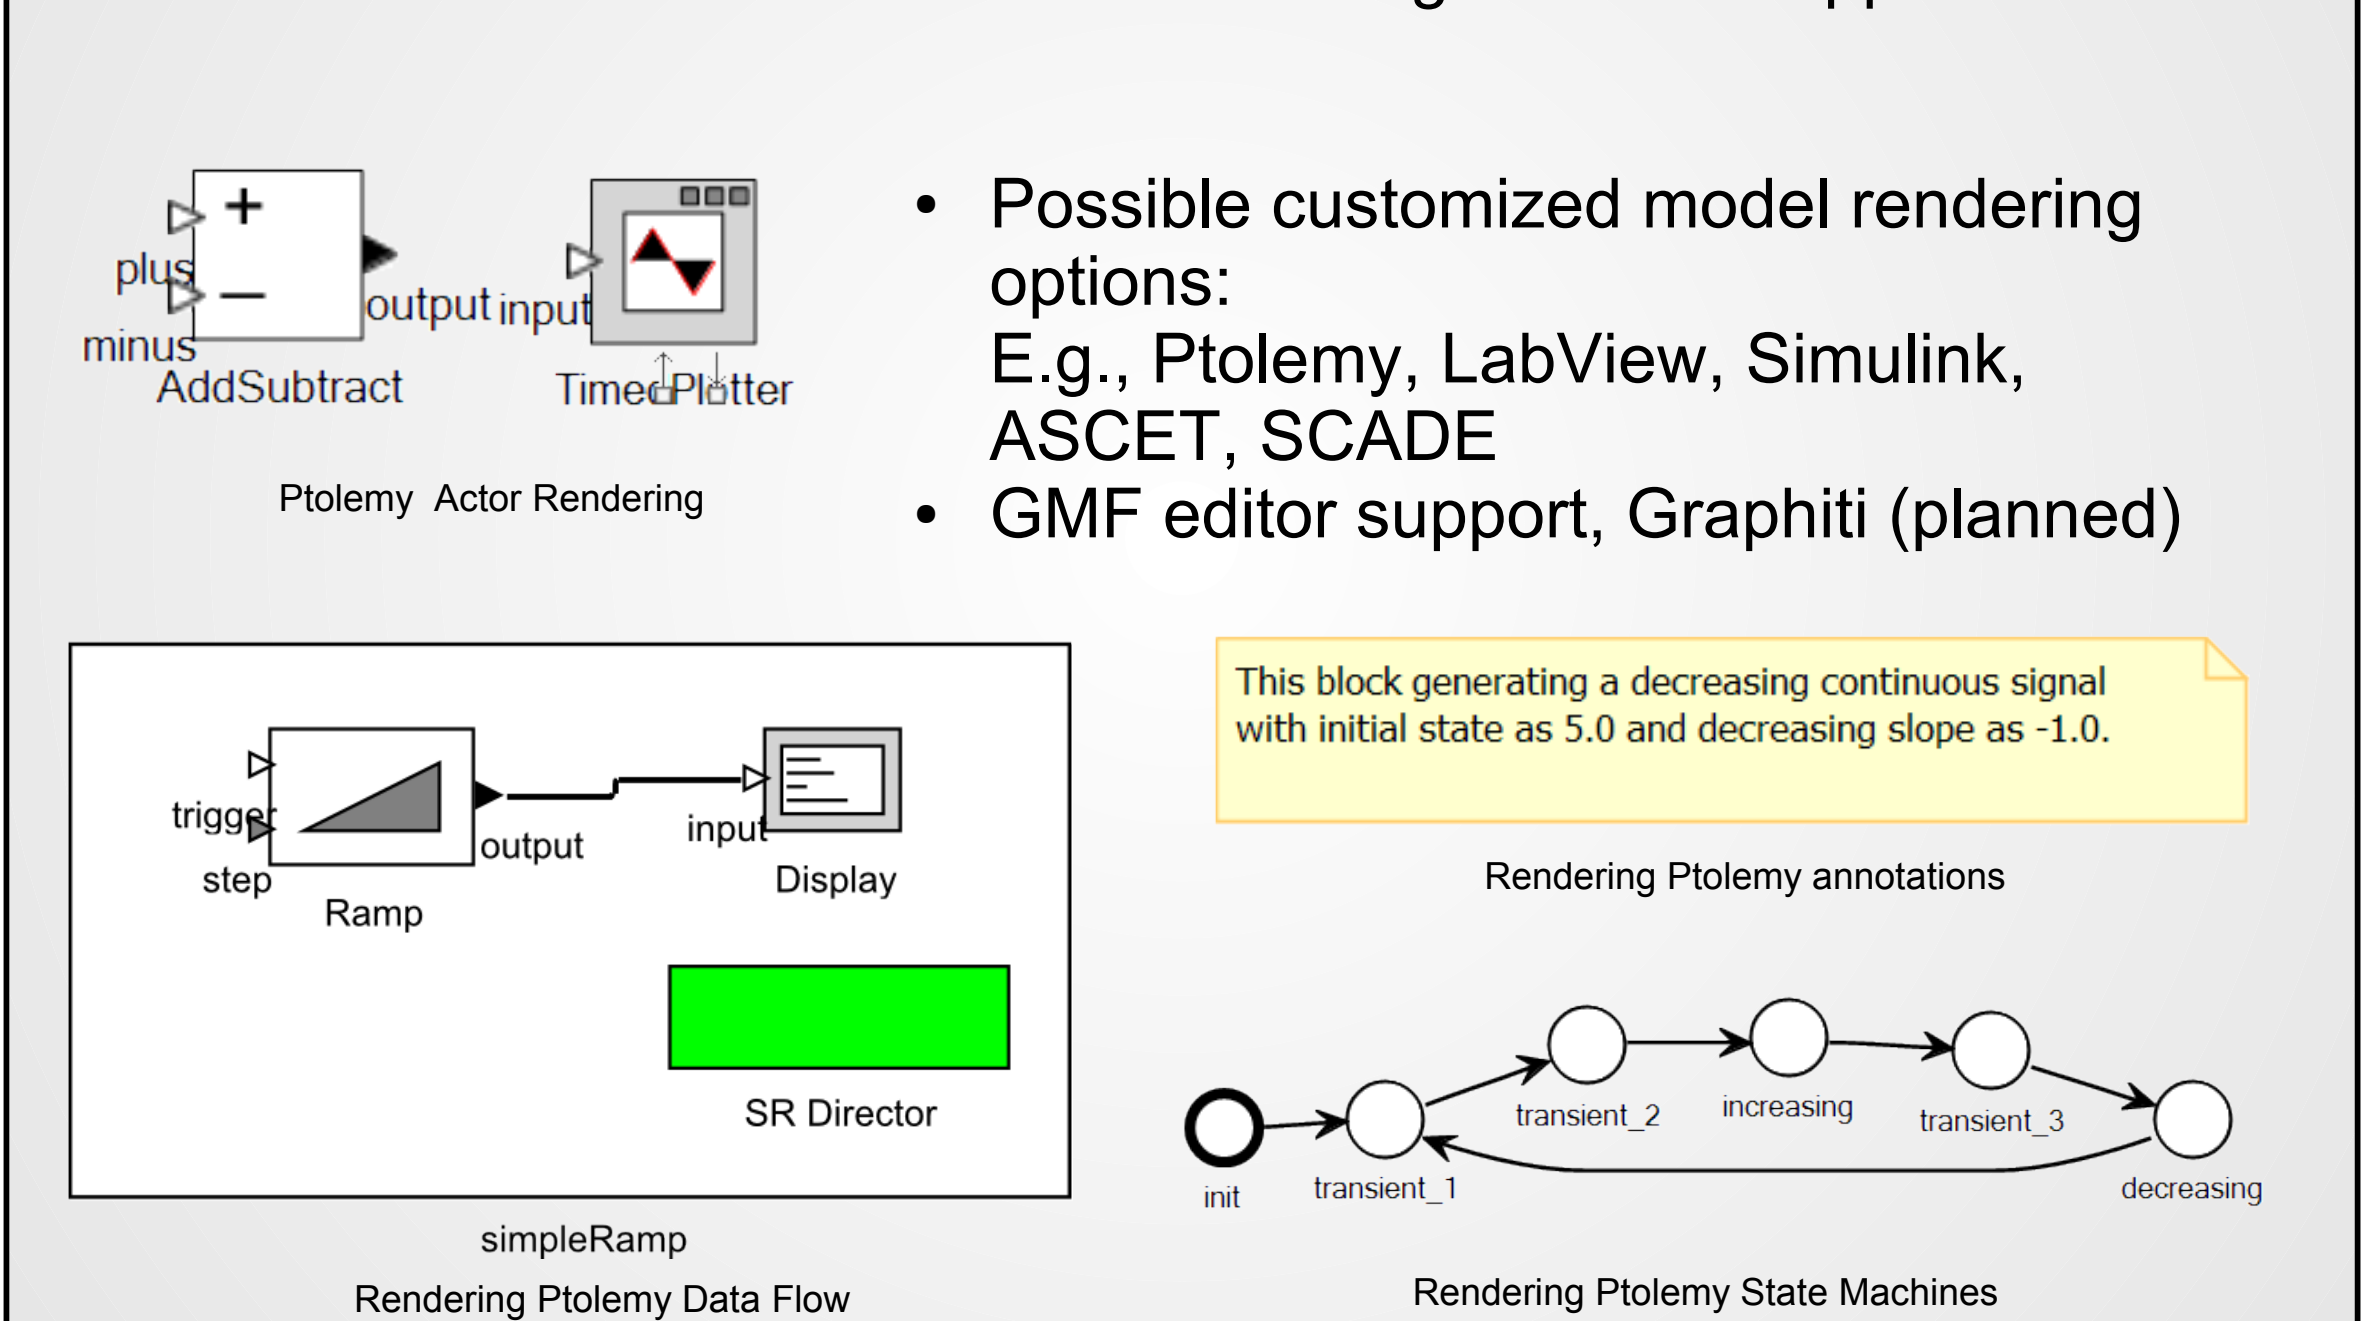 plus
minus
output
AddSubtract
input
TimedPlotter
Ptolemy Actor Rendering
• Possible customized model rendering
options:
E.g., Ptolemy, LabView, Simulink,
ASCET, SCADE
• GMF editor support, Graphiti (planned)
trigger
step
output
Ramp
input
Display
SR Director
simpleRamp
Rendering Ptolemy Data Flow
This block generating a decreasing continuous signal
with initial state as 5.0 and decreasing slope as -1.0.
Rendering Ptolemy annotations
init
transient_1
transient_2
increasing
transient_3
decreasing
Rendering Ptolemy State Machines